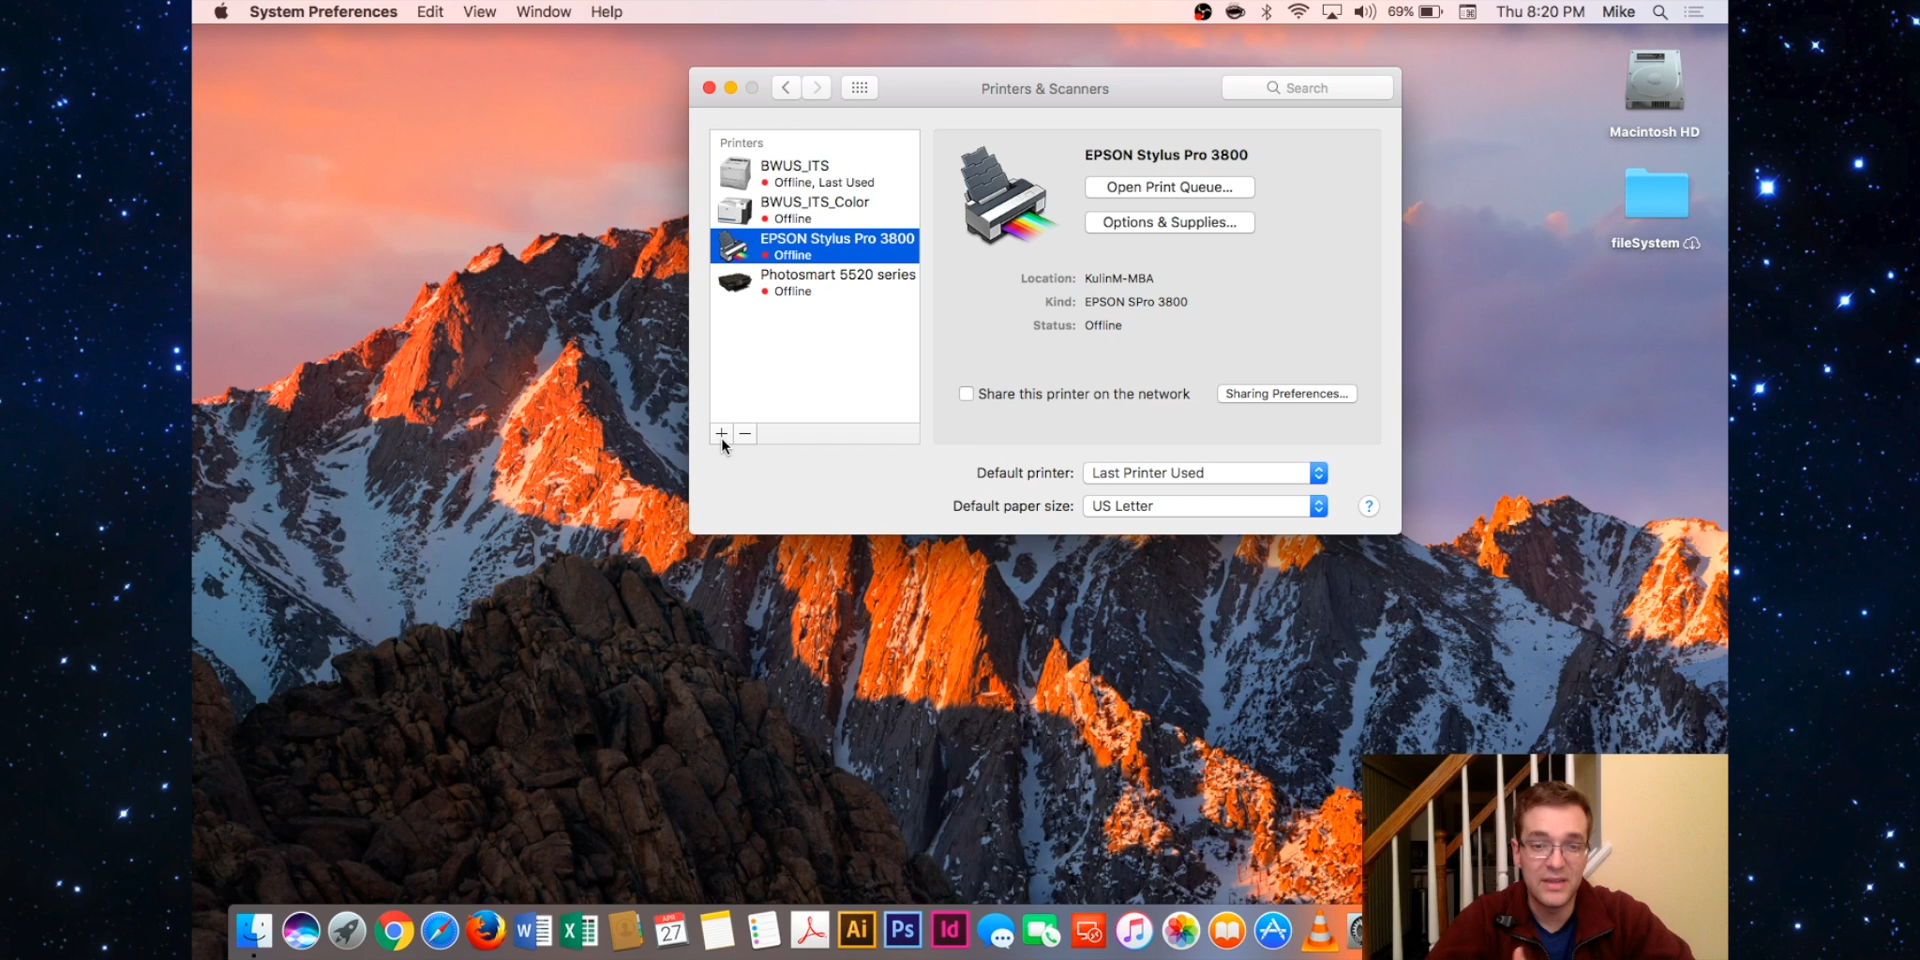 System Preferences Edit View Window Help
69% Thu 8:20 PM Mike
Printers & Scanners
Search
Macintosh HD
fileSystem
Printers
BWUS_ITS
Offline, Last Used
BWUS_ITS_Color
Offline
EPSON Stylus Pro 3800
Offline
Photosmart 5520 series
Offline
EPSON Stylus Pro 3800
Open Print Queue...
Options & Supplies...
Location: KulinM-MBA
Kind: EPSON SPro 3800
Status: Offline
Share this printer on the network
Sharing Preferences...
Default printer: Last Printer Used
Default paper size: US Letter
?
W
X
APR
27
Ai
Ps
Id